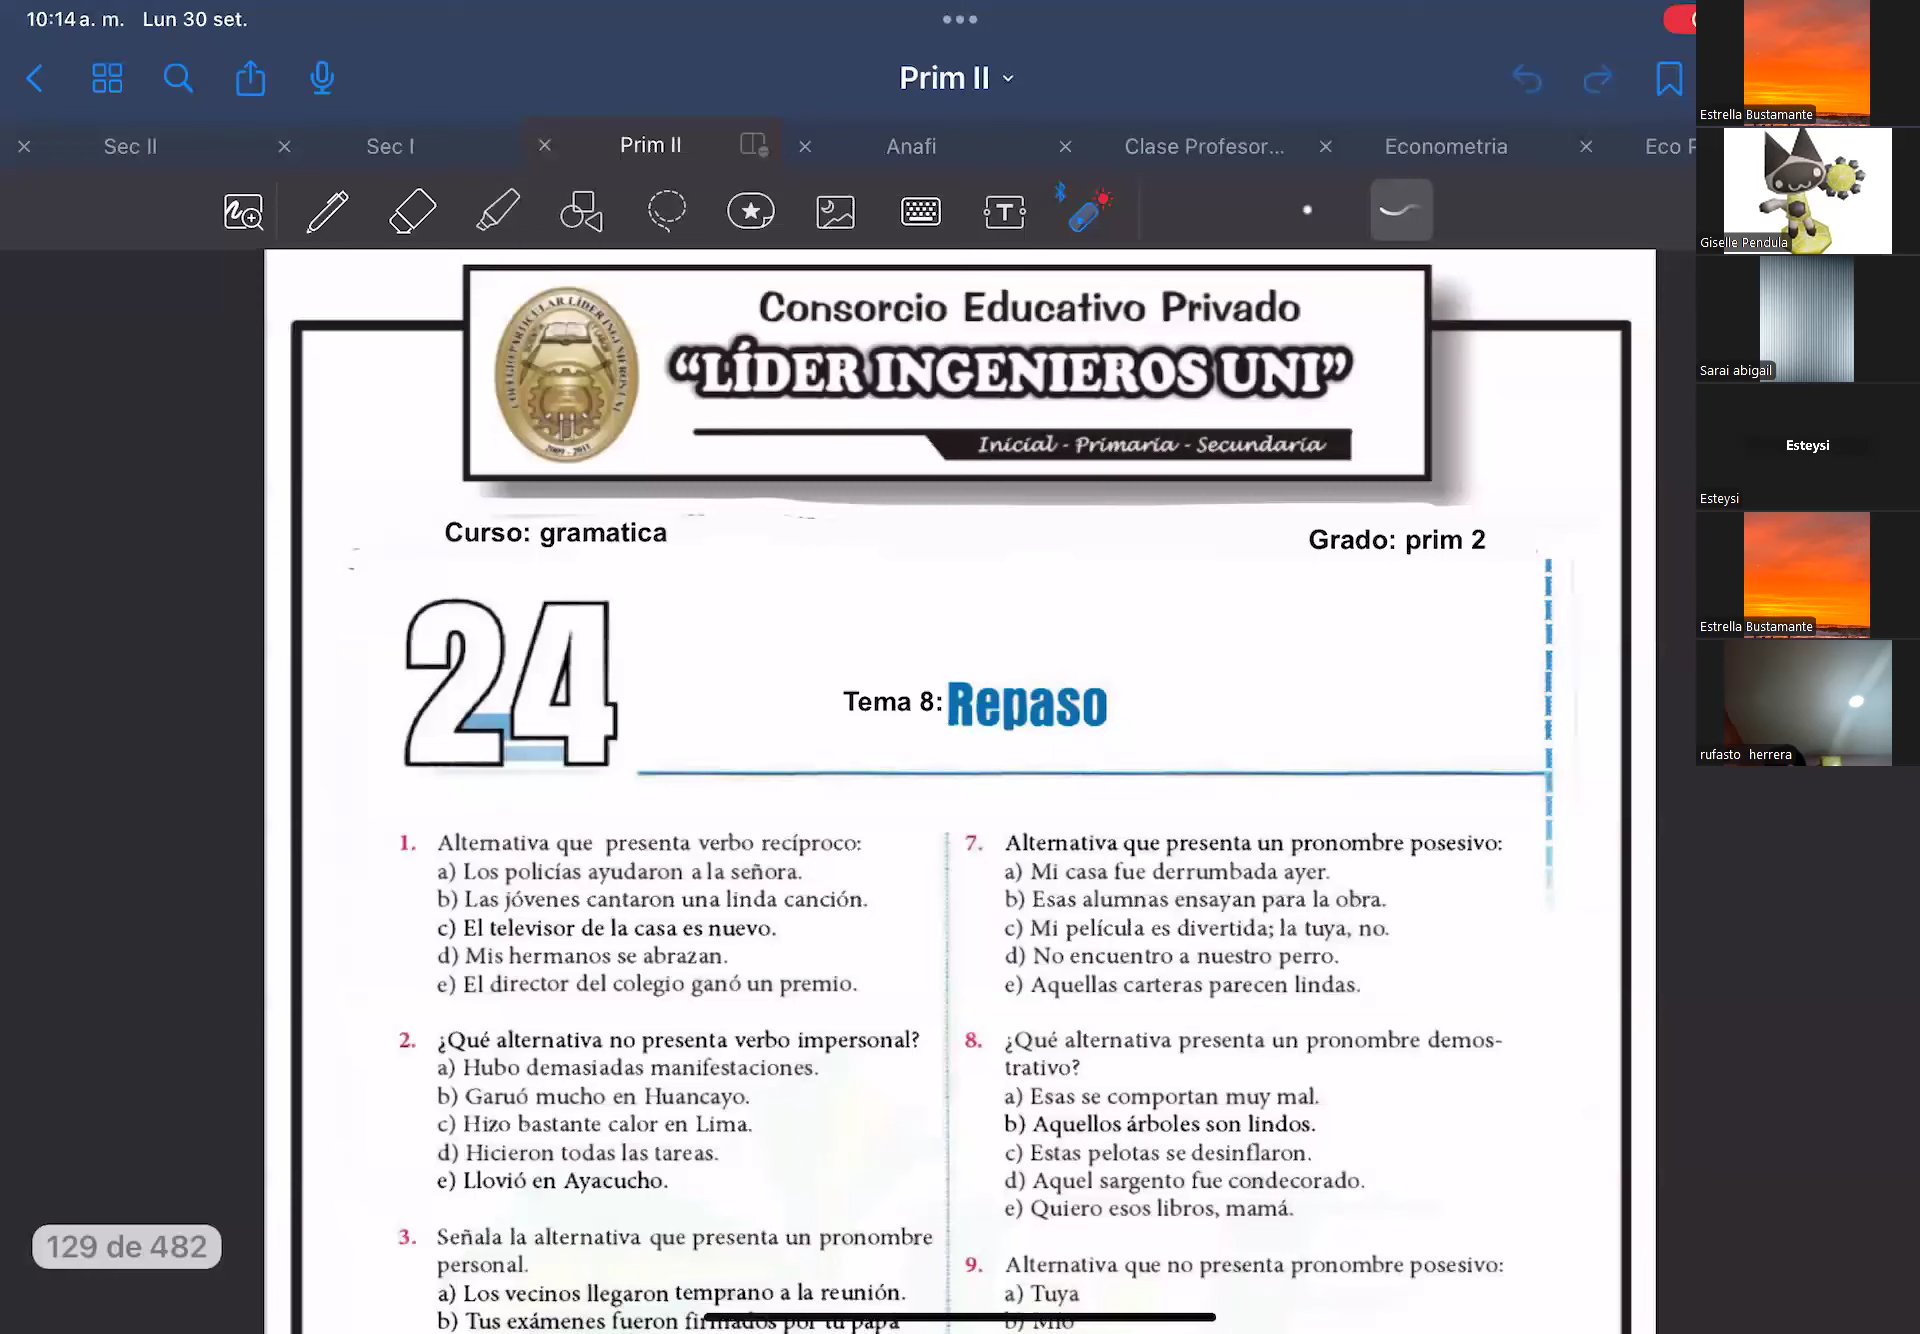 10:14 a. m. Lun 30 set.
Prim II
Sec II
Sec I
Prim II
Anafi
Clase Profesor...
Econometria
Eco
Consorcio Educativo Privado
“LÍDER INGENIEROS UNI”
Inicial - Primaria - Secundaria
Curso: gramatica
Grado: prim 2
24
Tema 8: Repaso
1. Alternativa que presenta verbo recíproco:
a) Los policías ayudaron a la señora.
b) Las jóvenes cantaron una linda canción.
c) El televisor de la casa es nuevo.
d) Mis hermanos se abrazan.
e) El director del colegio ganó un premio.
2. ¿Qué alternativa no presenta verbo impersonal?
a) Hubo demasiadas manifestaciones.
b) Garuó mucho en Huancayo.
c) Hizo bastante calor en Lima.
d) Hicieron todas las tareas.
e) Llovió en Ayacucho.
3. Señala la alternativa que presenta un pronombre
personal.
a) Los vecinos llegaron temprano a la reunión.
b) Tus exámenes fueron firmados por tu papá
7. Alternativa que presenta un pronombre posesivo:
a) Mi casa fue derrumbada ayer.
b) Esas alumnas ensayan para la obra.
c) Mi película es divertida; la tuya, no.
d) No encuentro a nuestro perro.
e) Aquellas carteras parecen lindas.
8. ¿Qué alternativa presenta un pronombre demos-
trativo?
a) Esas se comportan muy mal.
b) Aquellos árboles son lindos.
c) Estas pelotas se desinflaron.
d) Aquel sargento fue condecorado.
e) Quiero esos libros, mamá.
9. Alternativa que no presenta pronombre posesivo:
a) Tuya
b) Mío
129 de 482
Estrella Bustamante
Giselle Pendula
Sarai abigail
Esteysi
Esteysi
Estrella Bustamante
rufasto herrera